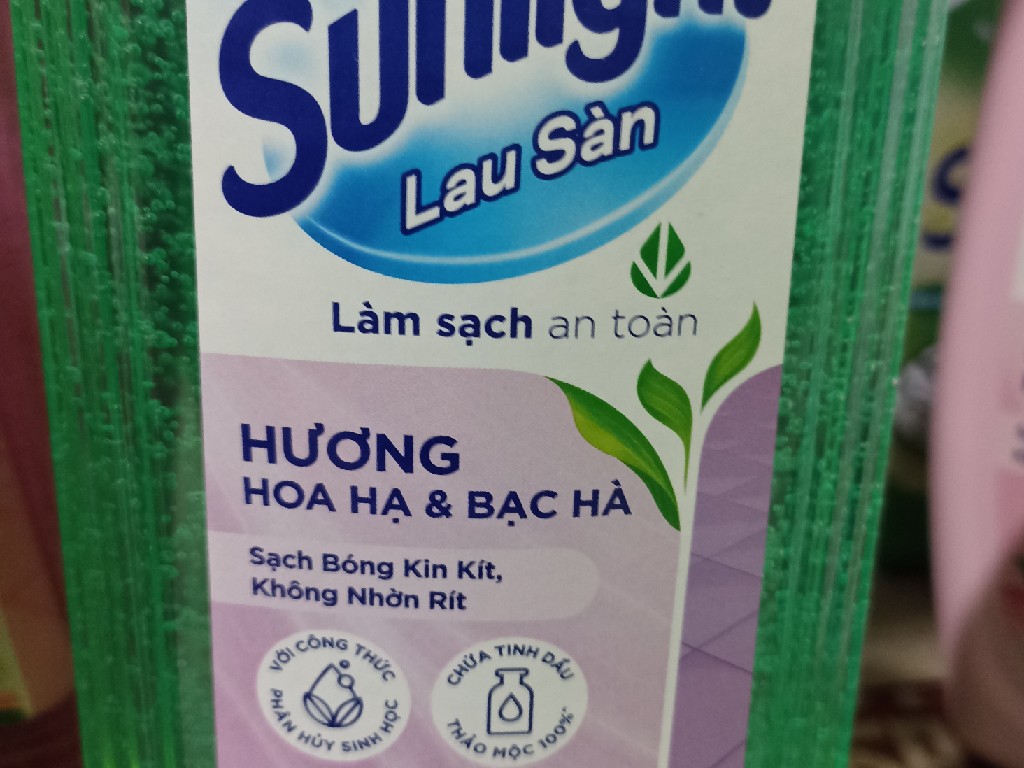 Sunlight
Lau Sàn
Làm sạch an toàn
HƯƠNG
HOA HẠ & BẠC HÀ
Sạch Bóng Kin Kít,
Không Nhờn Rít
VỚI CÔNG THỨC
PHÂN HỦY SINH HỌC
CHỨA TINH DẦU
THẢO MỘC 100%*